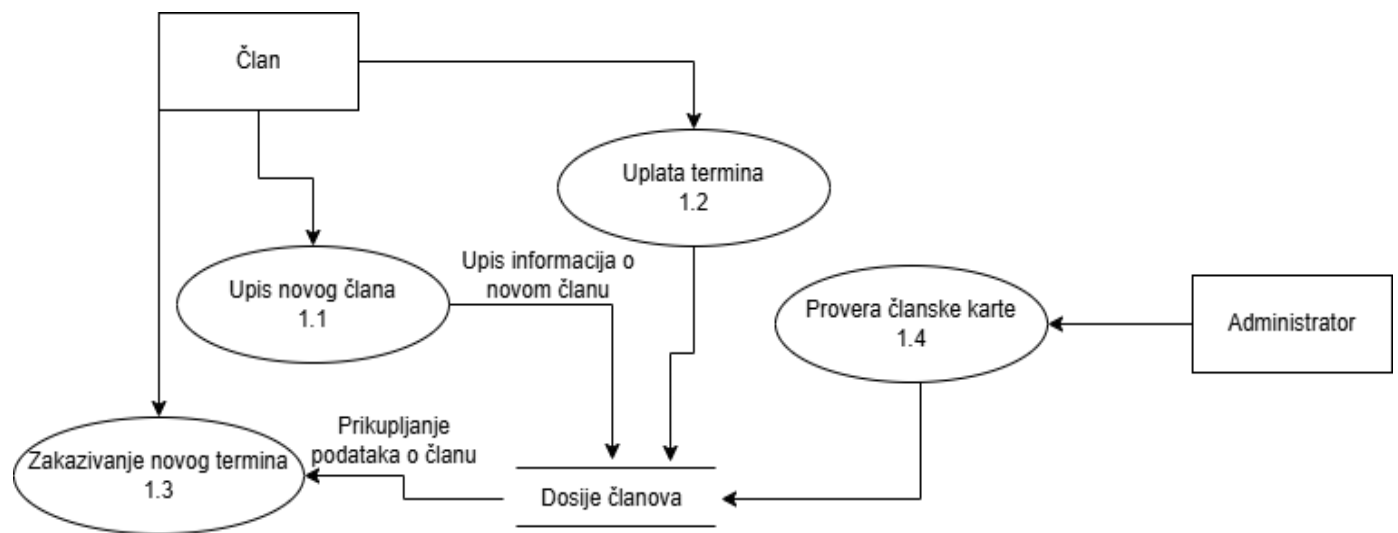 Član
Uplata termina
1.2
Upis novog člana
1.1
Upis informacija o
novom članu
Provera članske karte
1.4
Administrator
Zakazivanje novog termina
1.3
Prikupljanje
podataka o članu
Dosije članova